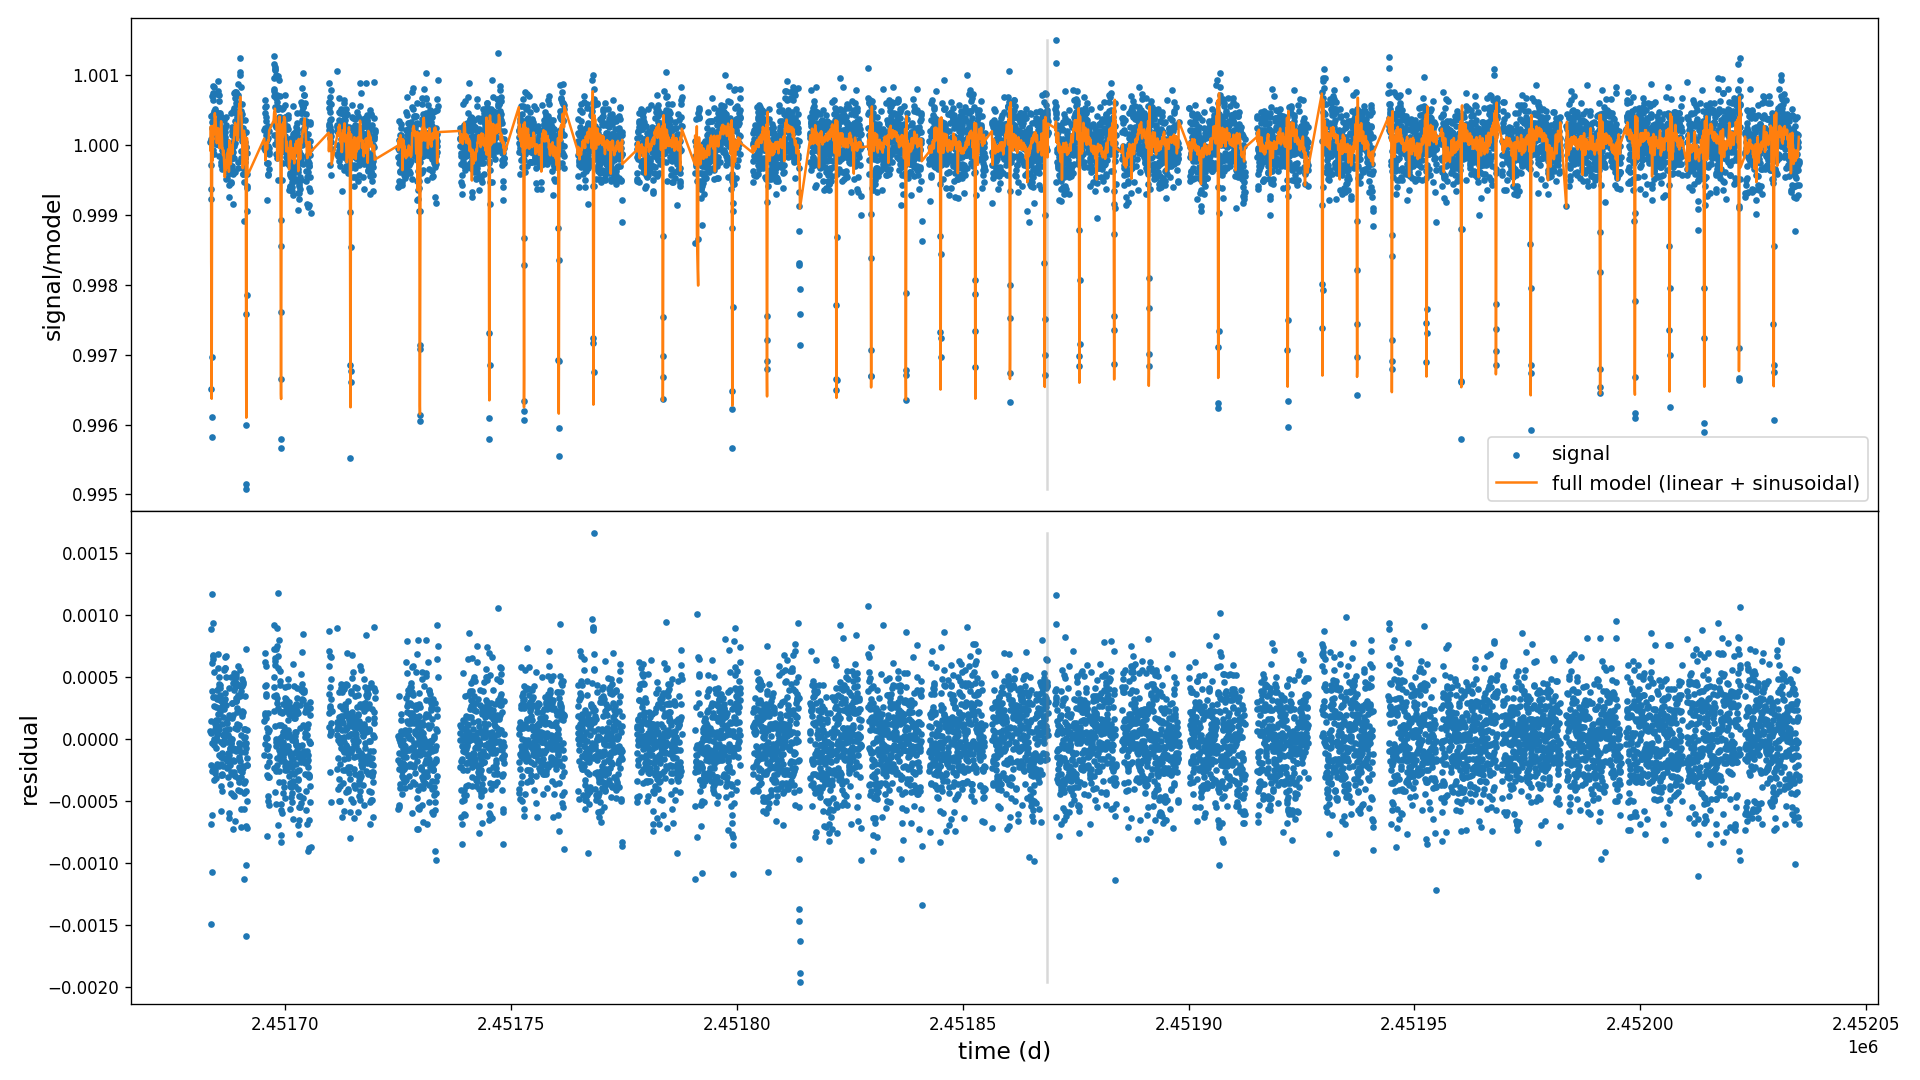 1.001
1.000
0.999
0.998
0.997
0.996
0.995
signal/model
signal
full model (linear + sinusoidal)
0.0015
0.0010
0.0005
0.0000
−0.0005
−0.0010
−0.0015
−0.0020
residual
2.45170 2.45175 2.45180 2.45185 2.45190 2.45195 2.45200 2.45205
1e6
time (d)